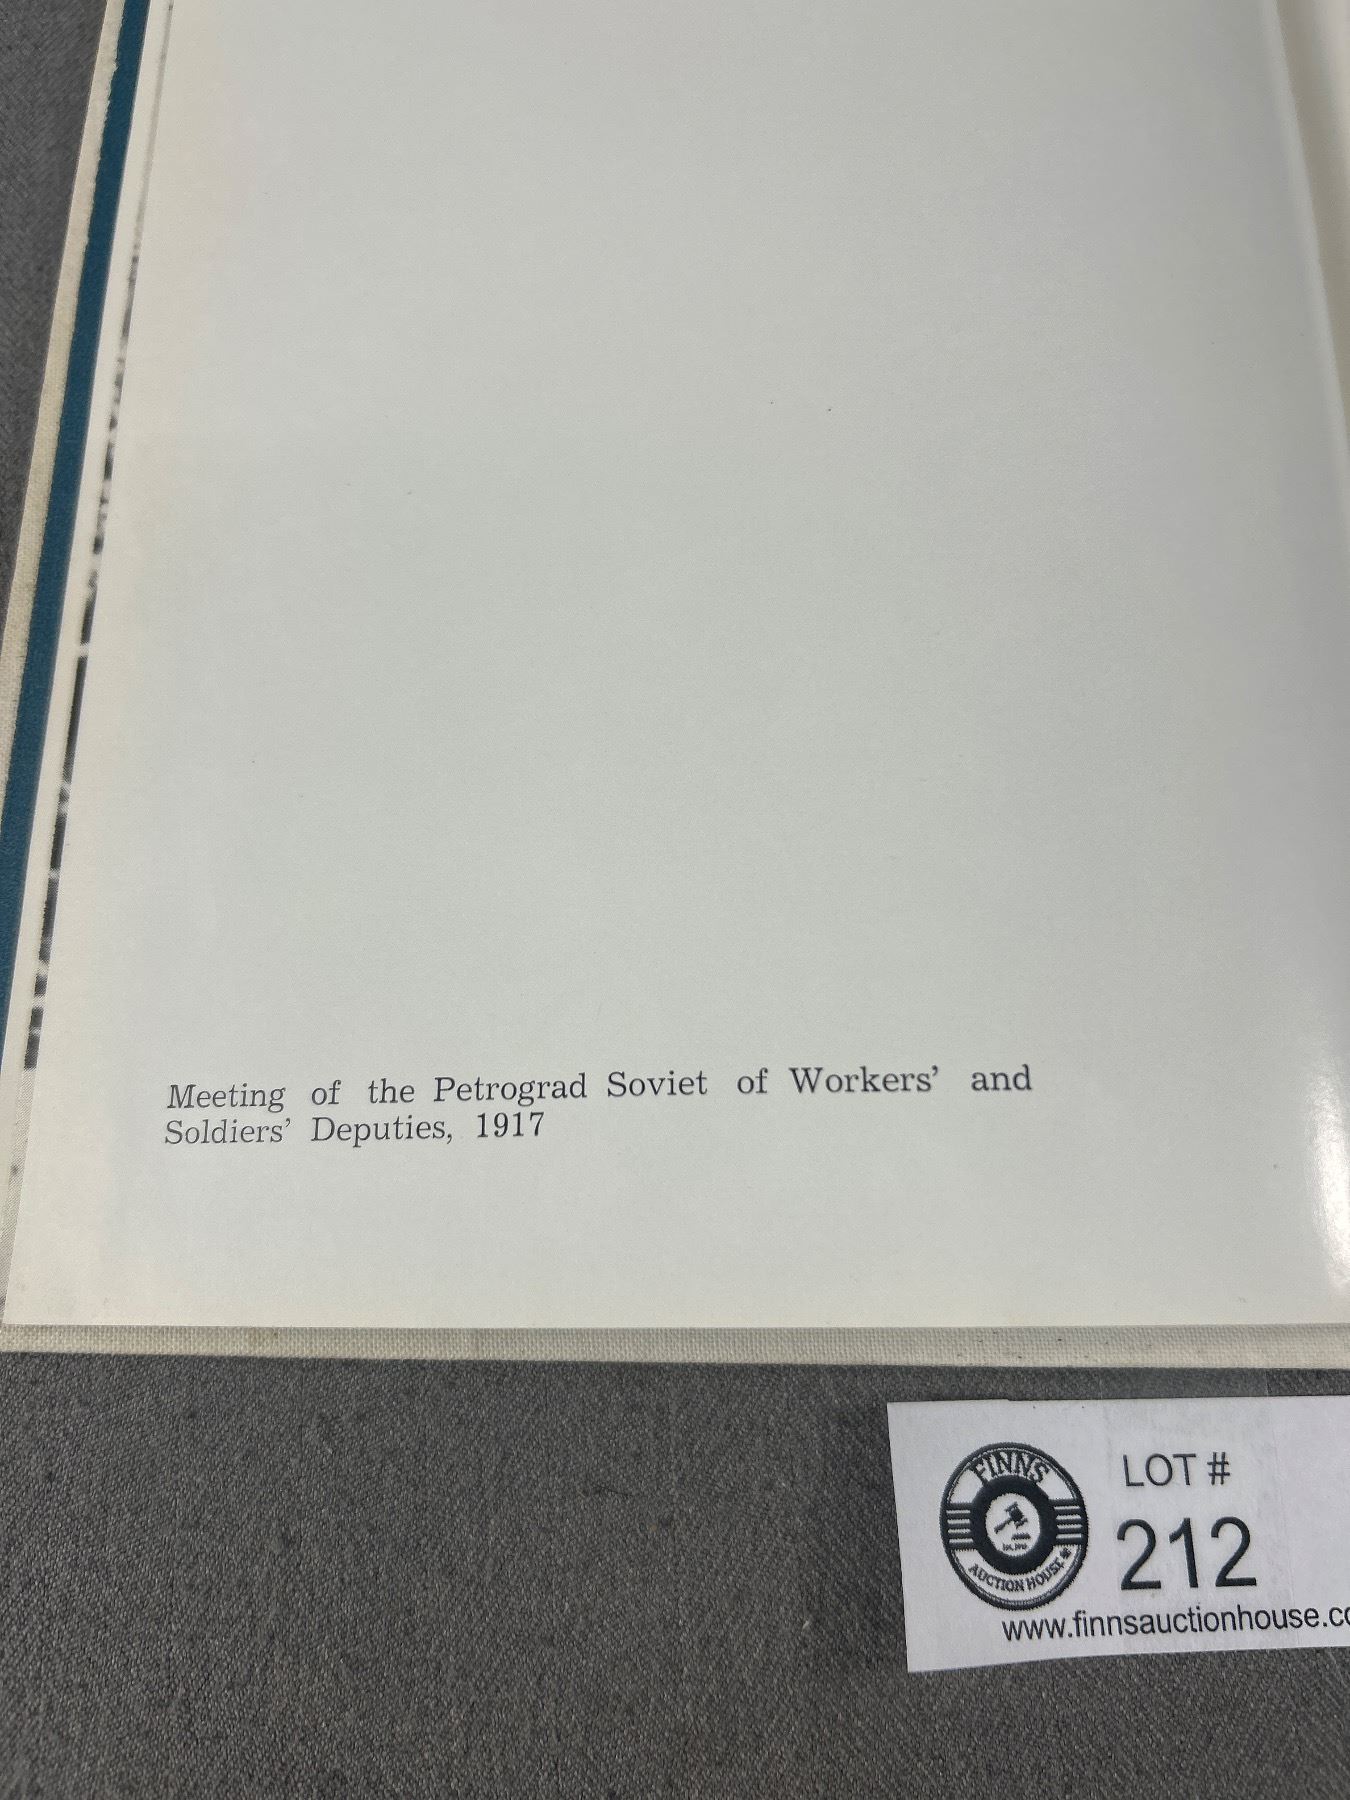 Meeting of the Petrograd Soviet of Workers' and
Soldiers' Deputies, 1917
FINNS
AUCTION HOUSE
LOT #
212
www.finnsauctionhouse.co